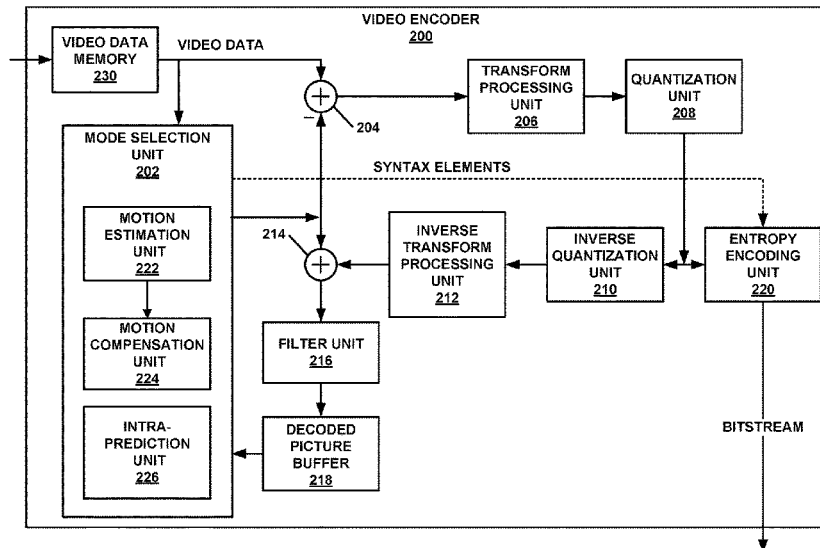 VIDEO ENCODER
200
VIDEO DATA
MEMORY
230
VIDEO DATA
204
TRANSFORM
PROCESSING
UNIT
206
QUANTIZATION
UNIT
208
MODE SELECTION
UNIT
202
SYNTAX ELEMENTS
MOTION
ESTIMATION
UNIT
222
214
INVERSE
TRANSFORM
PROCESSING
UNIT
212
INVERSE
QUANTIZATION
UNIT
210
ENTROPY
ENCODING
UNIT
220
MOTION
COMPENSATION
UNIT
224
FILTER UNIT
216
INTRA-
PREDICTION
UNIT
226
DECODED
PICTURE
BUFFER
218
BITSTREAM